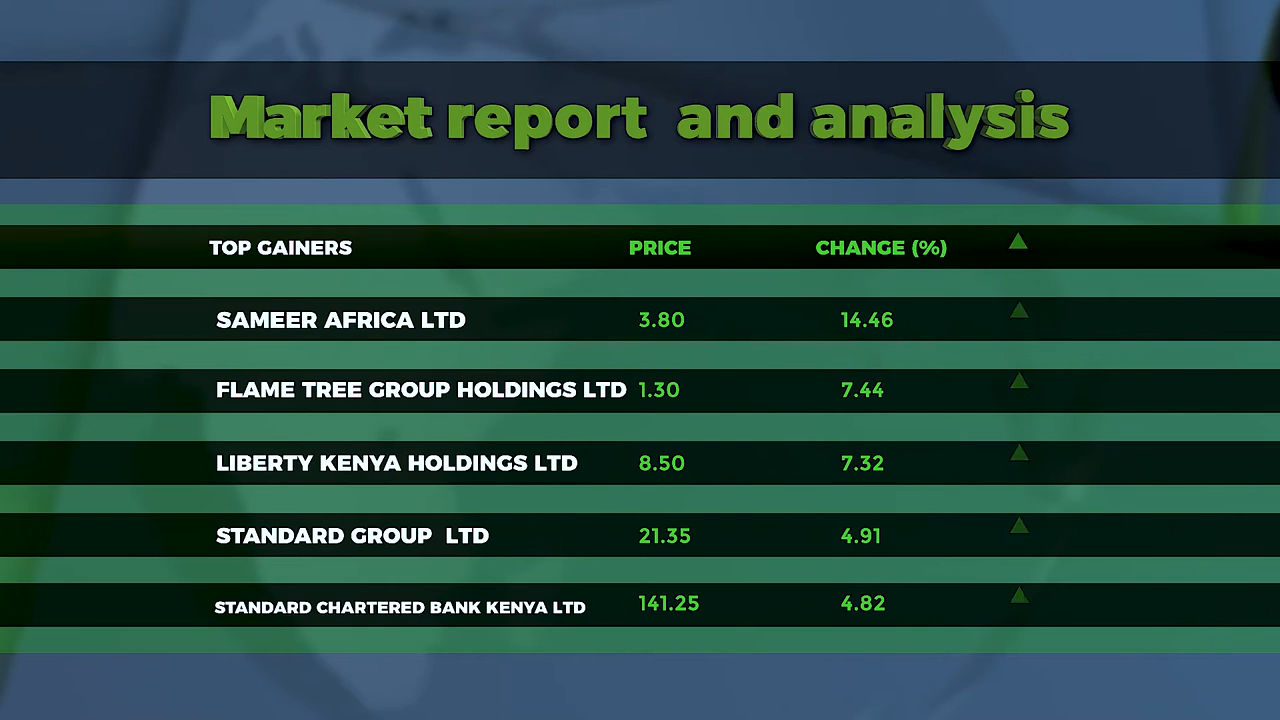 Market report and analysis
TOP GAINERS PRICE CHANGE (%)
SAMEER AFRICA LTD 3.80 14.46
FLAME TREE GROUP HOLDINGS LTD 1.30 7.44
LIBERTY KENYA HOLDINGS LTD 8.50 7.32
STANDARD GROUP LTD 21.35 4.91
STANDARD CHARTERED BANK KENYA LTD 141.25 4.82